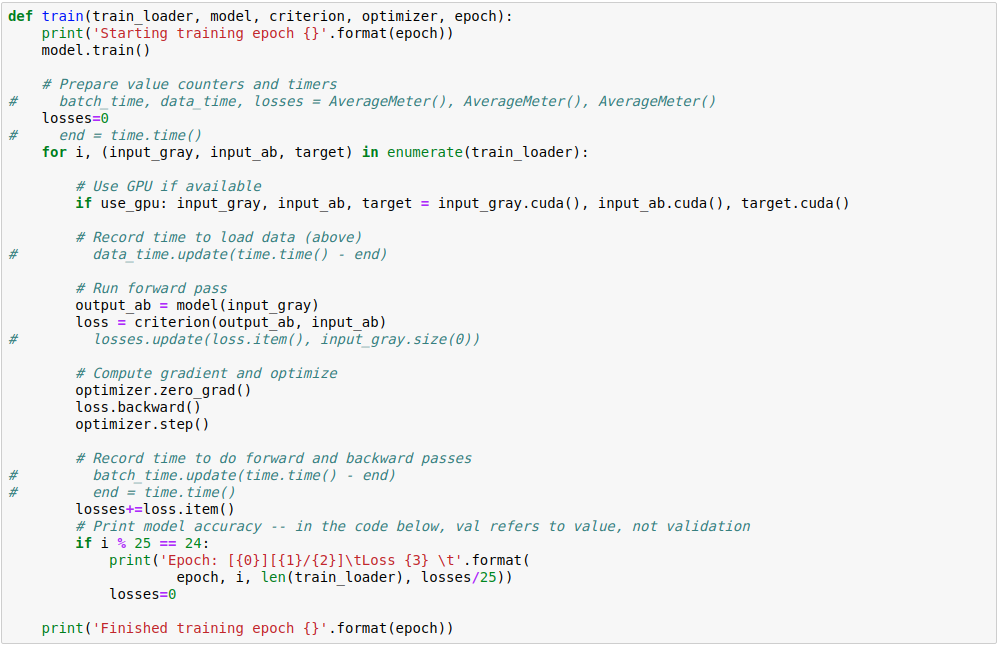 def train(train_loader, model, criterion, optimizer, epoch):
    print('Starting training epoch {}'.format(epoch))
    model.train()

    # Prepare value counters and timers
#     batch_time, data_time, losses = AverageMeter(), AverageMeter(), AverageMeter()
    losses=0
#     end = time.time()
    for i, (input_gray, input_ab, target) in enumerate(train_loader):

        # Use GPU if available
        if use_gpu: input_gray, input_ab, target = input_gray.cuda(), input_ab.cuda(), target.cuda()

        # Record time to load data (above)
#         data_time.update(time.time() - end)

        # Run forward pass
        output_ab = model(input_gray)
        loss = criterion(output_ab, input_ab)
#         losses.update(loss.item(), input_gray.size(0))

        # Compute gradient and optimize
        optimizer.zero_grad()
        loss.backward()
        optimizer.step()

        # Record time to do forward and backward passes
#         batch_time.update(time.time() - end)
#         end = time.time()
        losses+=loss.item()
        # Print model accuracy -- in the code below, val refers to value, not validation
        if i % 25 == 24:
            print('Epoch: [{0}][{1}/{2}]\tLoss {3} \t'.format(
                    epoch, i, len(train_loader), losses/25))
            losses=0

    print('Finished training epoch {}'.format(epoch))